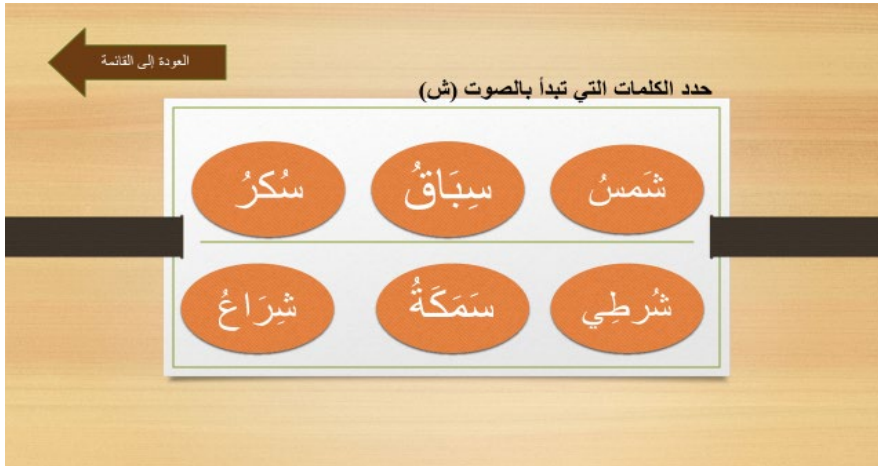 العودة إلى القائمة
حدد الكلمات التي تبدأ بالصوت (ش)
شَمسُ سِبَاقُ سُكرُ
شُرطِي سَمَكَةُ شِرَاعُ